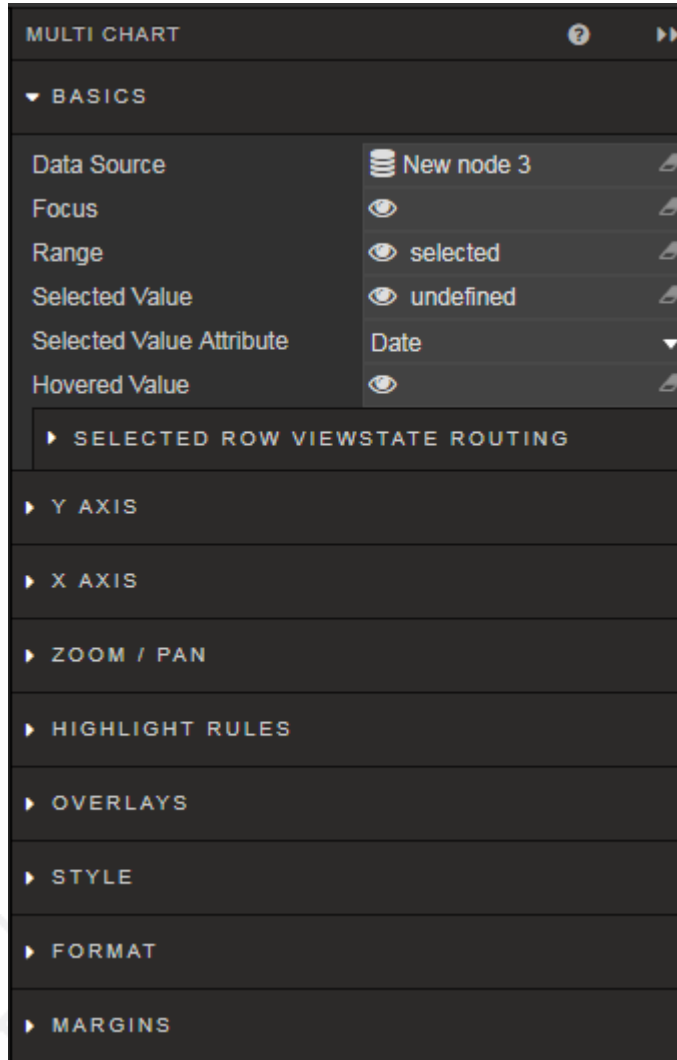 MULTI CHART
BASICS
Data Source New node 3
Focus
Range selected
Selected Value undefined
Selected Value Attribute Date
Hovered Value
SELECTED ROW VIEWSTATE ROUTING
Y AXIS
X AXIS
ZOOM / PAN
HIGHLIGHT RULES
OVERLAYS
STYLE
FORMAT
MARGINS